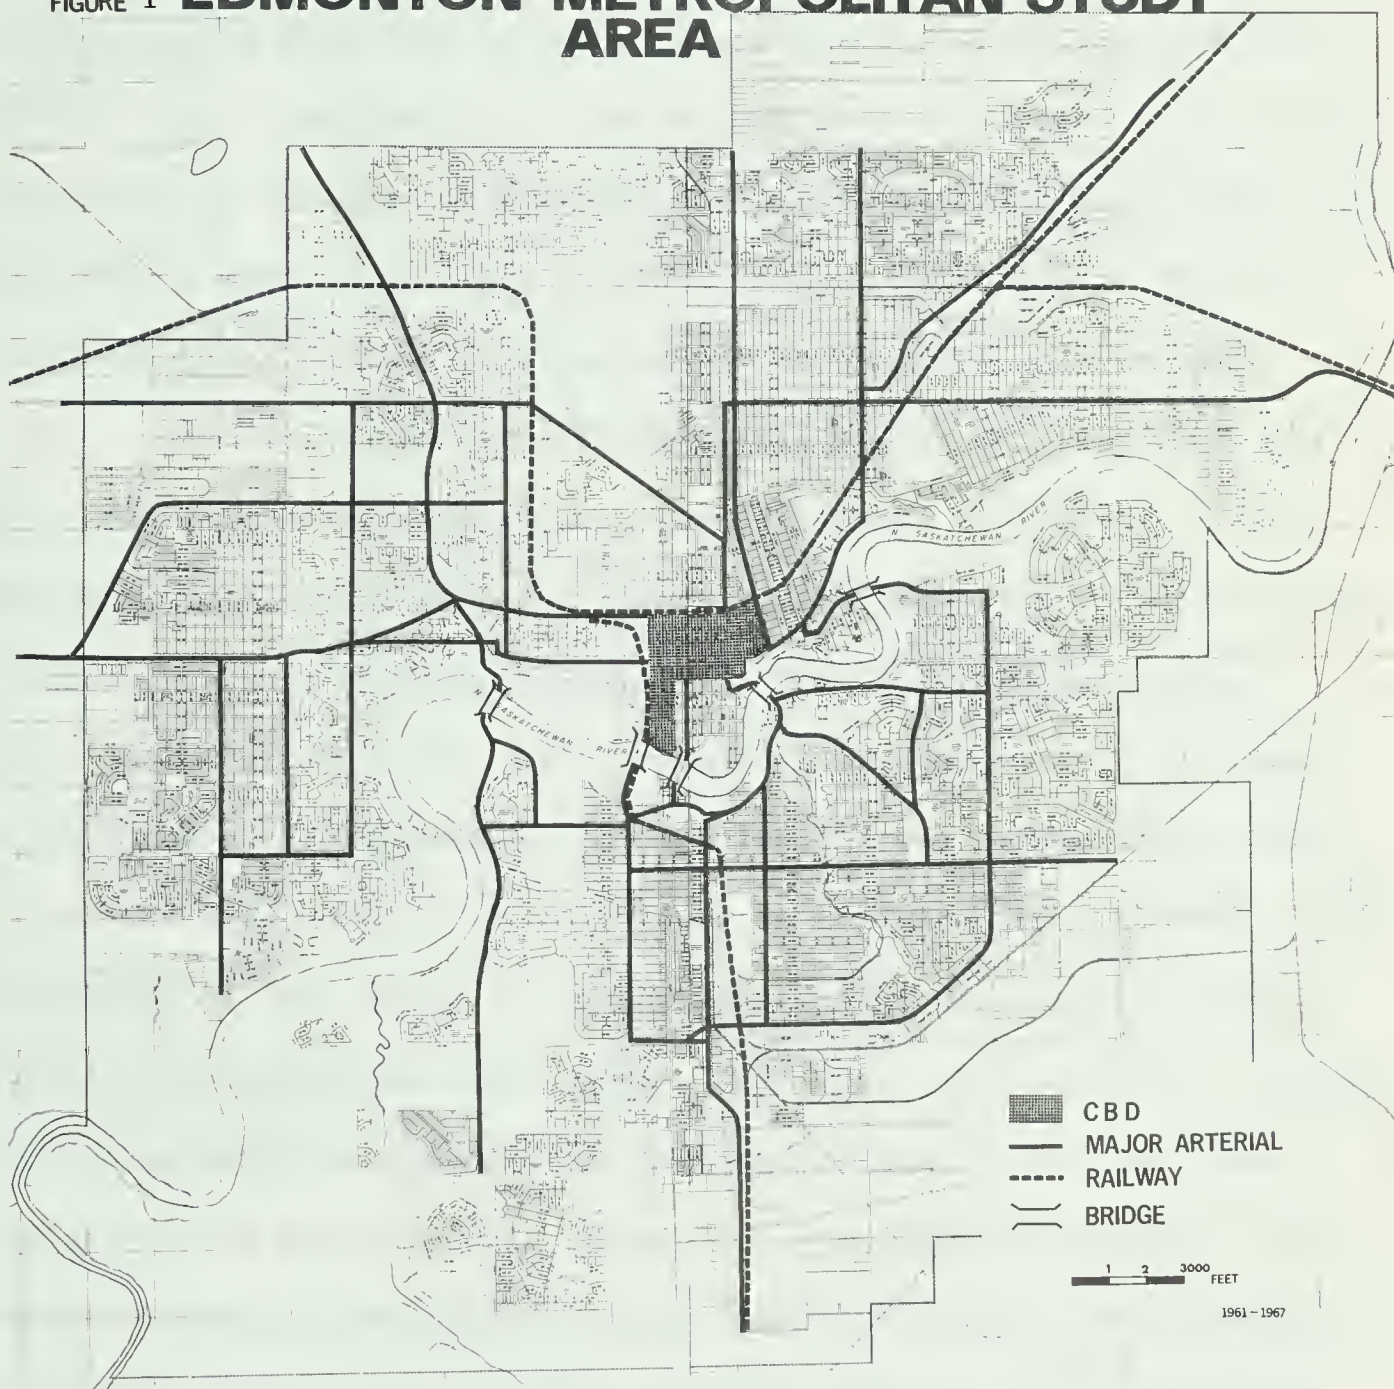 FIGURE 1 EDMONTON METROPOLITAN STUDY
AREA
N SASKATCHEWAN RIVER
N SASKATCHEWAN RIVER
CBD
MAJOR ARTERIAL
RAILWAY
BRIDGE
1 2 3000 FEET
1961-1967